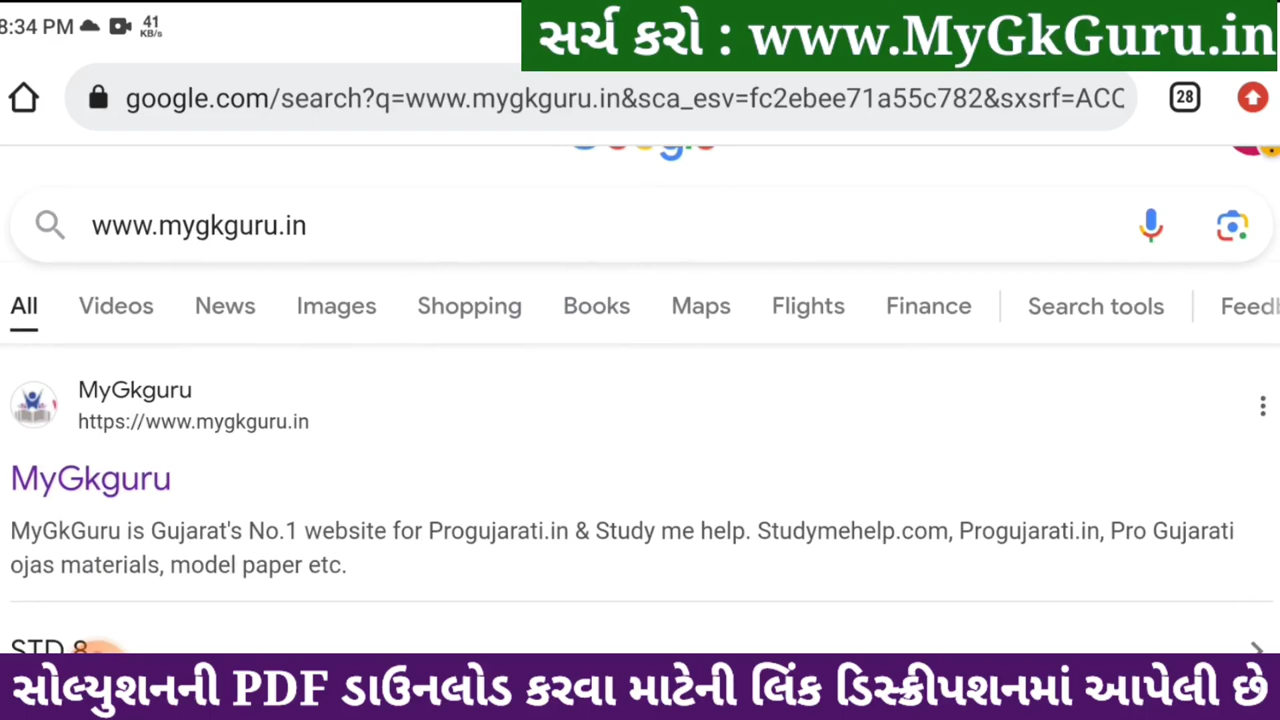 8:34 PM 41 KB/s
સર્ચ કરો : www.MyGkGuru.in
google.com/search?q=www.mygkguru.in&sca_esv=fc2ebee71a55c782&sxsrf=ACC
28
www.mygkguru.in
All Videos News Images Shopping Books Maps Flights Finance Search tools Feedb
MyGkguru
https://www.mygkguru.in
MyGkguru
MyGkGuru is Gujarat's No.1 website for Progujarati.in & Study me help. Studymehelp.com, Progujarati.in, Pro Gujarati
ojas materials, model paper etc.
STD 8
સોલ્યુશનની PDF ડાઉનલોડ કરવા માટેની લિંક ડિસ્ક્રીપશનમાં આપેલી છે